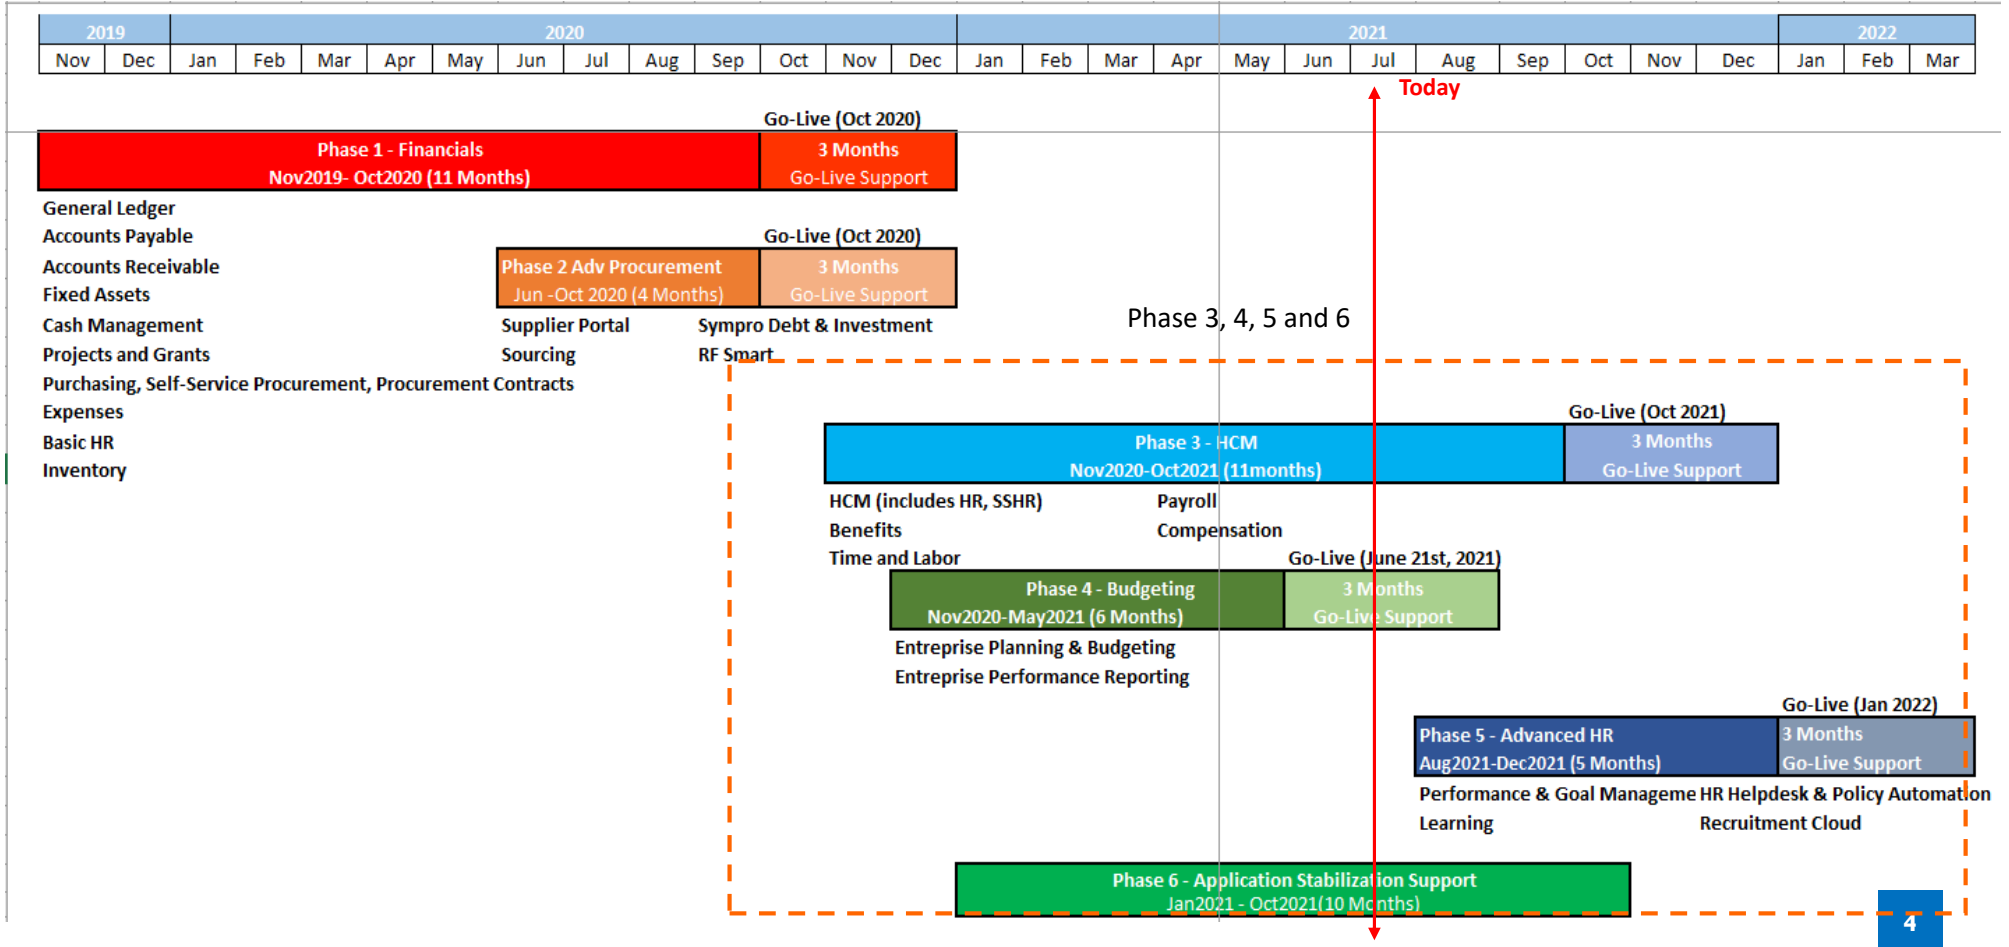 2019 2020 2021 2022
Nov Dec Jan Feb Mar Apr May Jun Jul Aug Sep Oct Nov Dec Jan Feb Mar Apr May Jun Jul Aug Sep Oct Nov Dec Jan Feb Mar
Today
Go-Live (Oct 2020)
Phase 1 - Financials
Nov2019- Oct2020 (11 Months)
3 Months
Go-Live Support
General Ledger
Accounts Payable
Accounts Receivable
Fixed Assets
Cash Management
Projects and Grants
Purchasing, Self-Service Procurement, Procurement Contracts
Expenses
Basic HR
Inventory
Go-Live (Oct 2020)
Phase 2 Adv Procurement
Jun -Oct 2020 (4 Months)
3 Months
Go-Live Support
Supplier Portal
Sourcing
Sympro Debt & Investment
RF Smart
Phase 3, 4, 5 and 6
Go-Live (Oct 2021)
Phase 3 - HCM
Nov2020-Oct2021 (11months)
3 Months
Go-Live Support
HCM (includes HR, SSHR)
Benefits
Time and Labor
Payroll
Compensation
Go-Live (June 21st, 2021)
Phase 4 - Budgeting
Nov2020-May2021 (6 Months)
3 Months
Go-Live Support
Entreprise Planning & Budgeting
Entreprise Performance Reporting
Go-Live (Jan 2022)
Phase 5 - Advanced HR
Aug2021-Dec2021 (5 Months)
3 Months
Go-Live Support
Performance & Goal Manageme
Learning
HR Helpdesk & Policy Automation
Recruitment Cloud
Phase 6 - Application Stabilization Support
Jan2021 - Oct2021(10 Months)
4